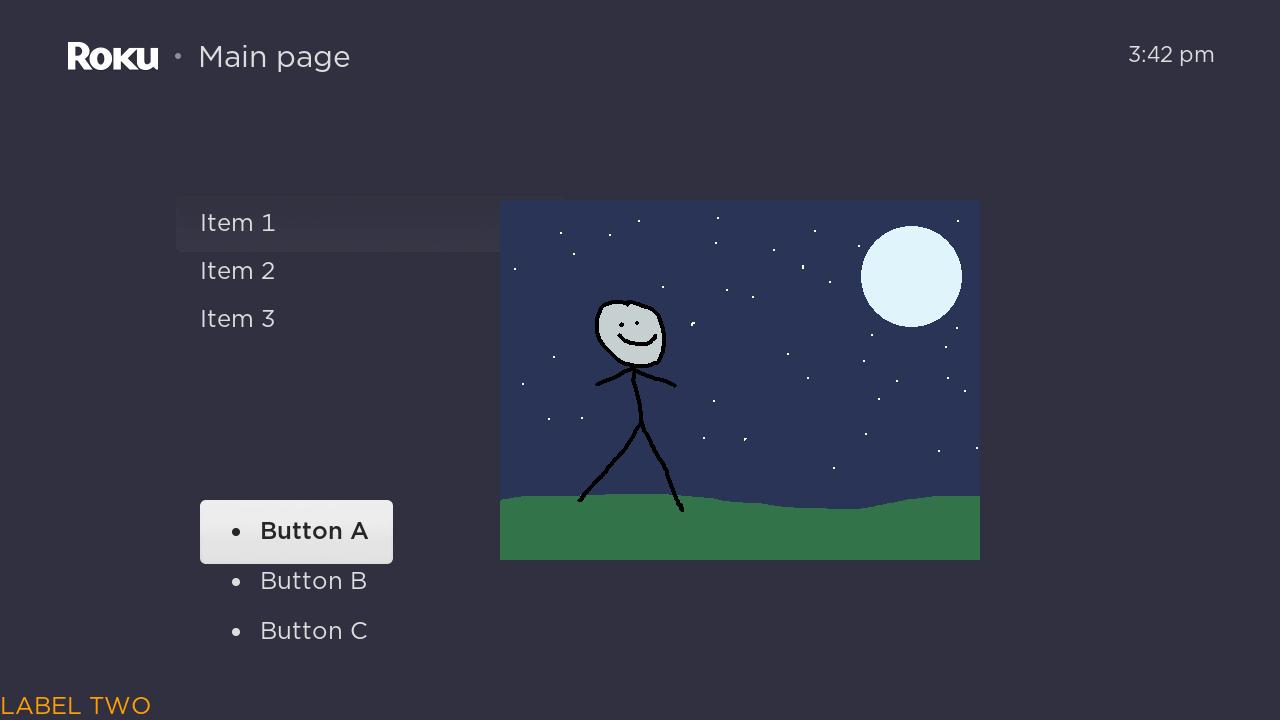 Roku • Main page
3:42 pm
Item 1
Item 2
Item 3
• Button A
• Button B
• Button C
LABEL TWO